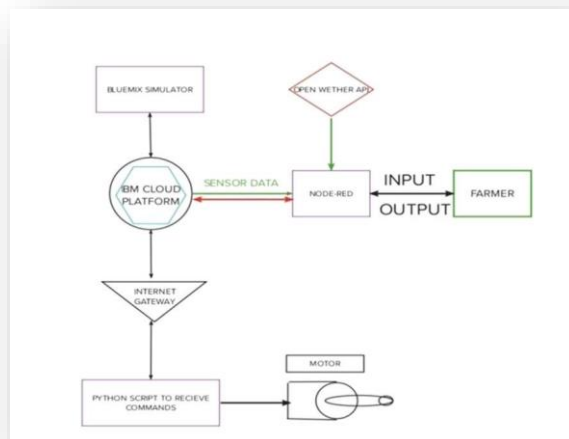 BLUEMIX SIMULATOR
OPEN WETHER API
IBM CLOUD
PLATFORM
SENSOR DATA
NODE-RED
INPUT
OUTPUT
FARMER
INTERNET
GATEWAY
MOTOR
PYTHON SCRIPT TO RECIEVE
COMMANDS